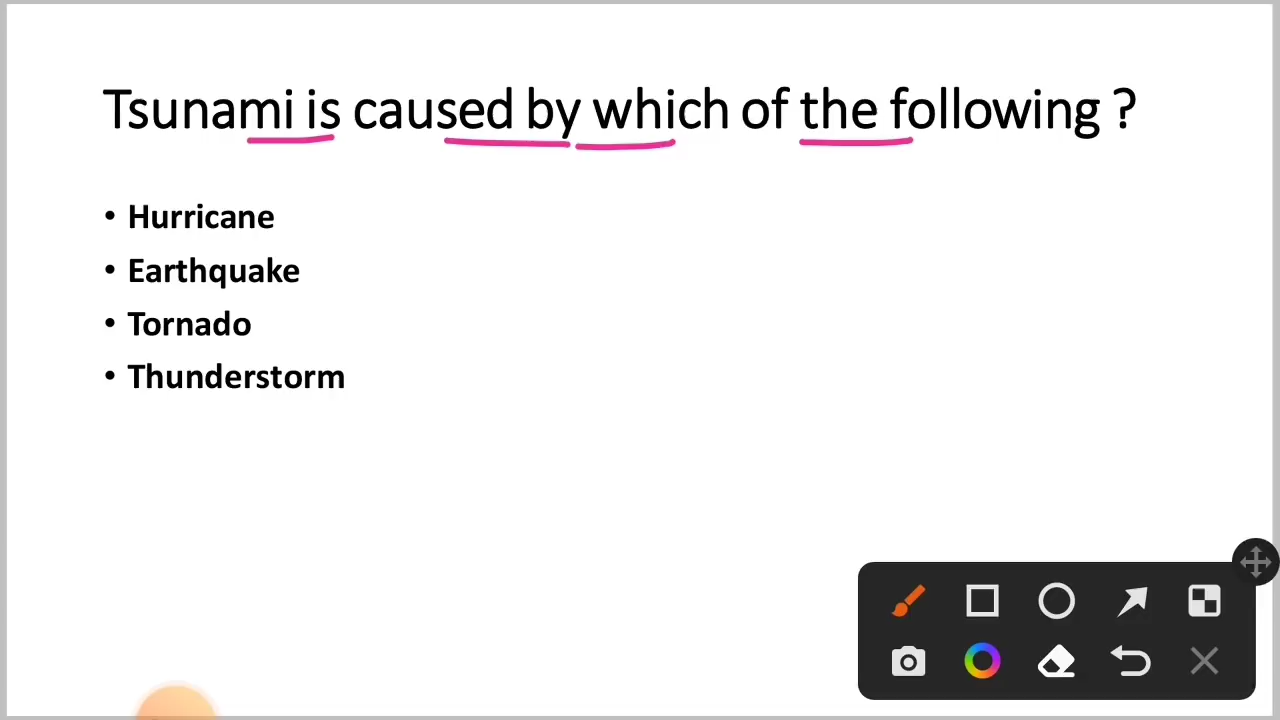 Tsunami is caused by which of the following ?
• Hurricane
• Earthquake
• Tornado
• Thunderstorm